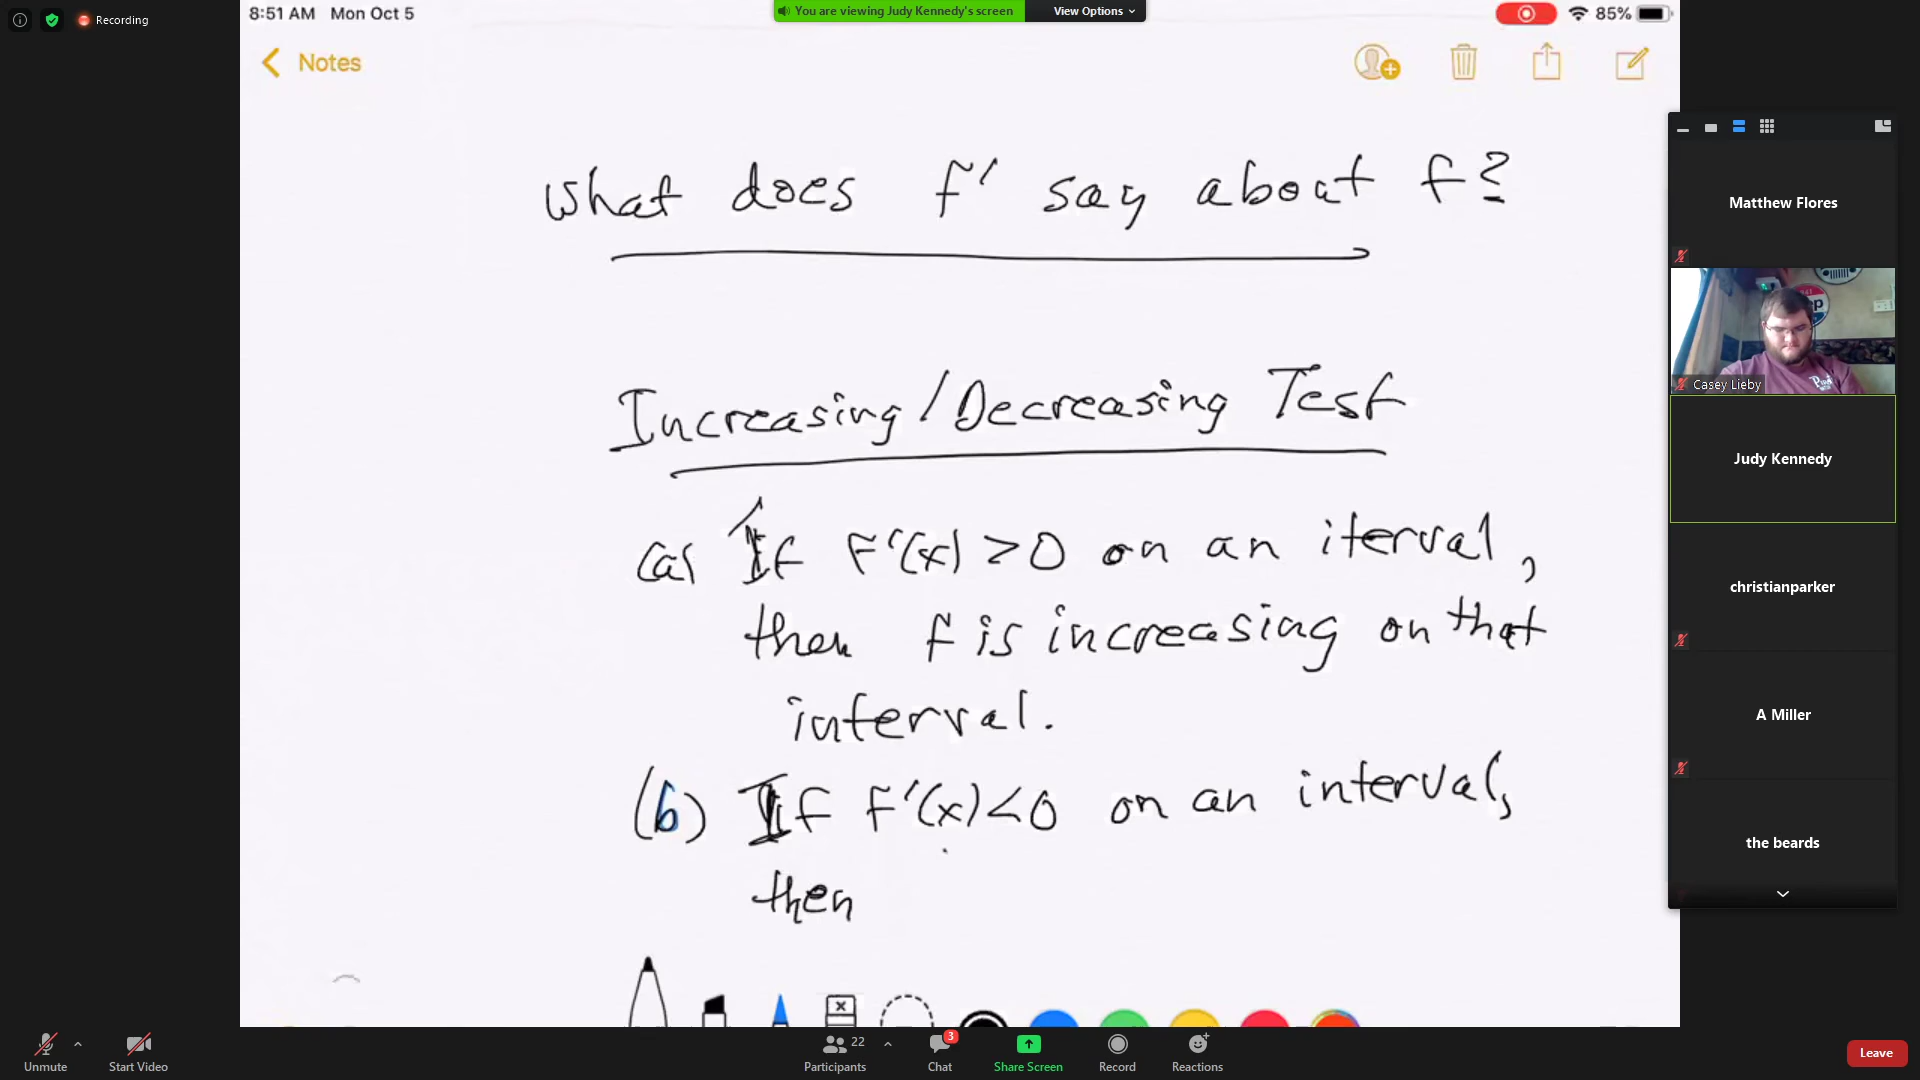 Recording
8:51 AM Mon Oct 5
You are viewing Judy Kennedy's screen
View Options
85%
Notes
What does f' say about f?
Increasing/Decreasing Test
(a) If f'(x) > 0 on an iterval,
then f is increasing on that
interval.
(b) If f'(x) < 0 on an interval,
then
Matthew Flores
Casey Lieby
Judy Kennedy
christianparker
A Miller
the beards
Unmute
Start Video
Participants
22
Chat
3
Share Screen
Record
Reactions
Leave